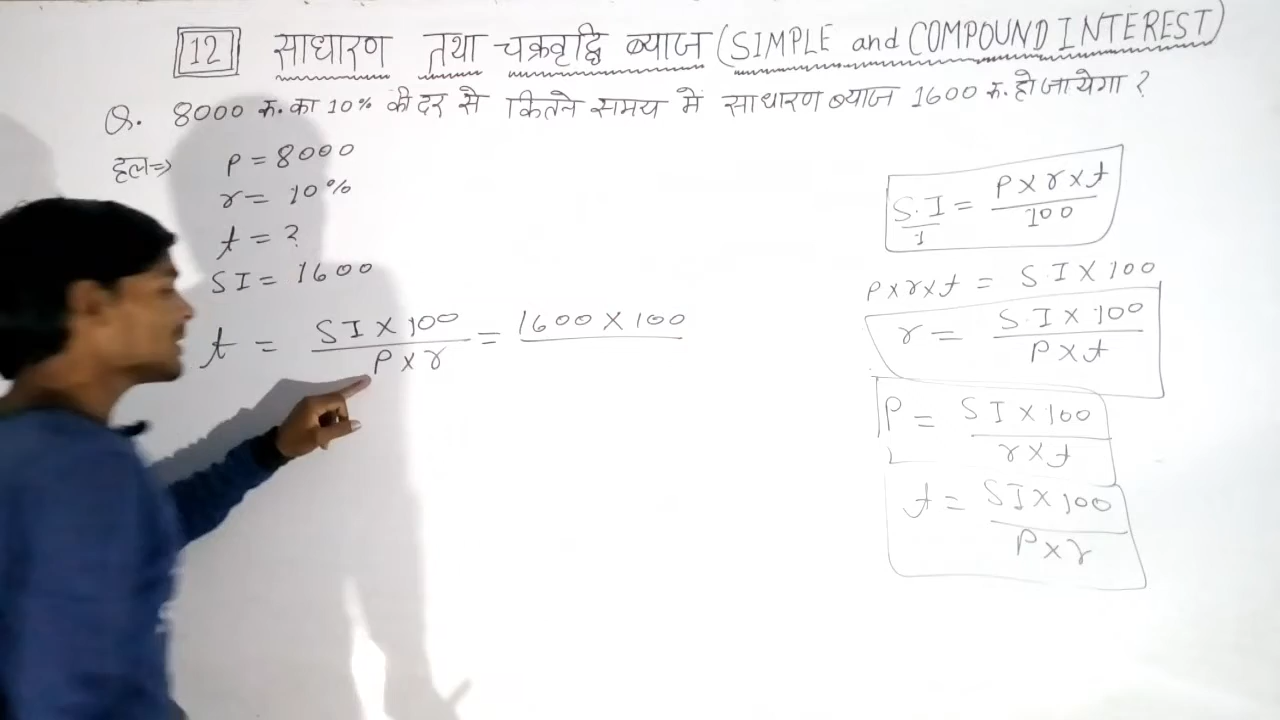 12 साधारण तथा चक्रवृद्धि ब्याज (SIMPLE and COMPOUND INTEREST)
Q. 8000 रु. का 10% की दर से कितने समय में साधारण ब्याज 1600 रु. हो जायेगा ?
हल⇒ P = 8000
r = 10%
t = ?
SI = 1600
t = SI × 100 / P × r = 1600 × 100
S.I / 1 = P × r × t / 100
P × r × t = S.I × 100
r = S.I × 100 / P × t
P = SI × 100 / r × t
t = SI × 100 / P × r